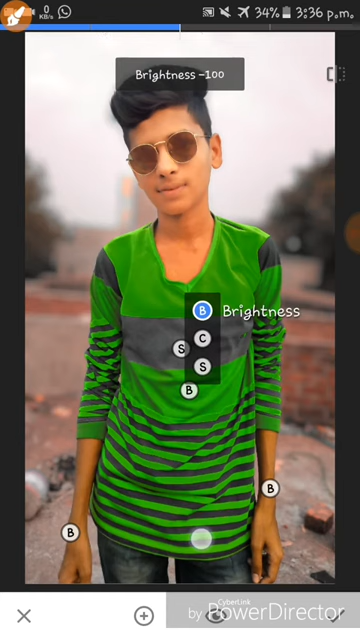 0
KB/s
34% 3:36 p.m.
Brightness -100
B Brightness
C
S
S
B
B
B
CyberLink
by PowerDirector